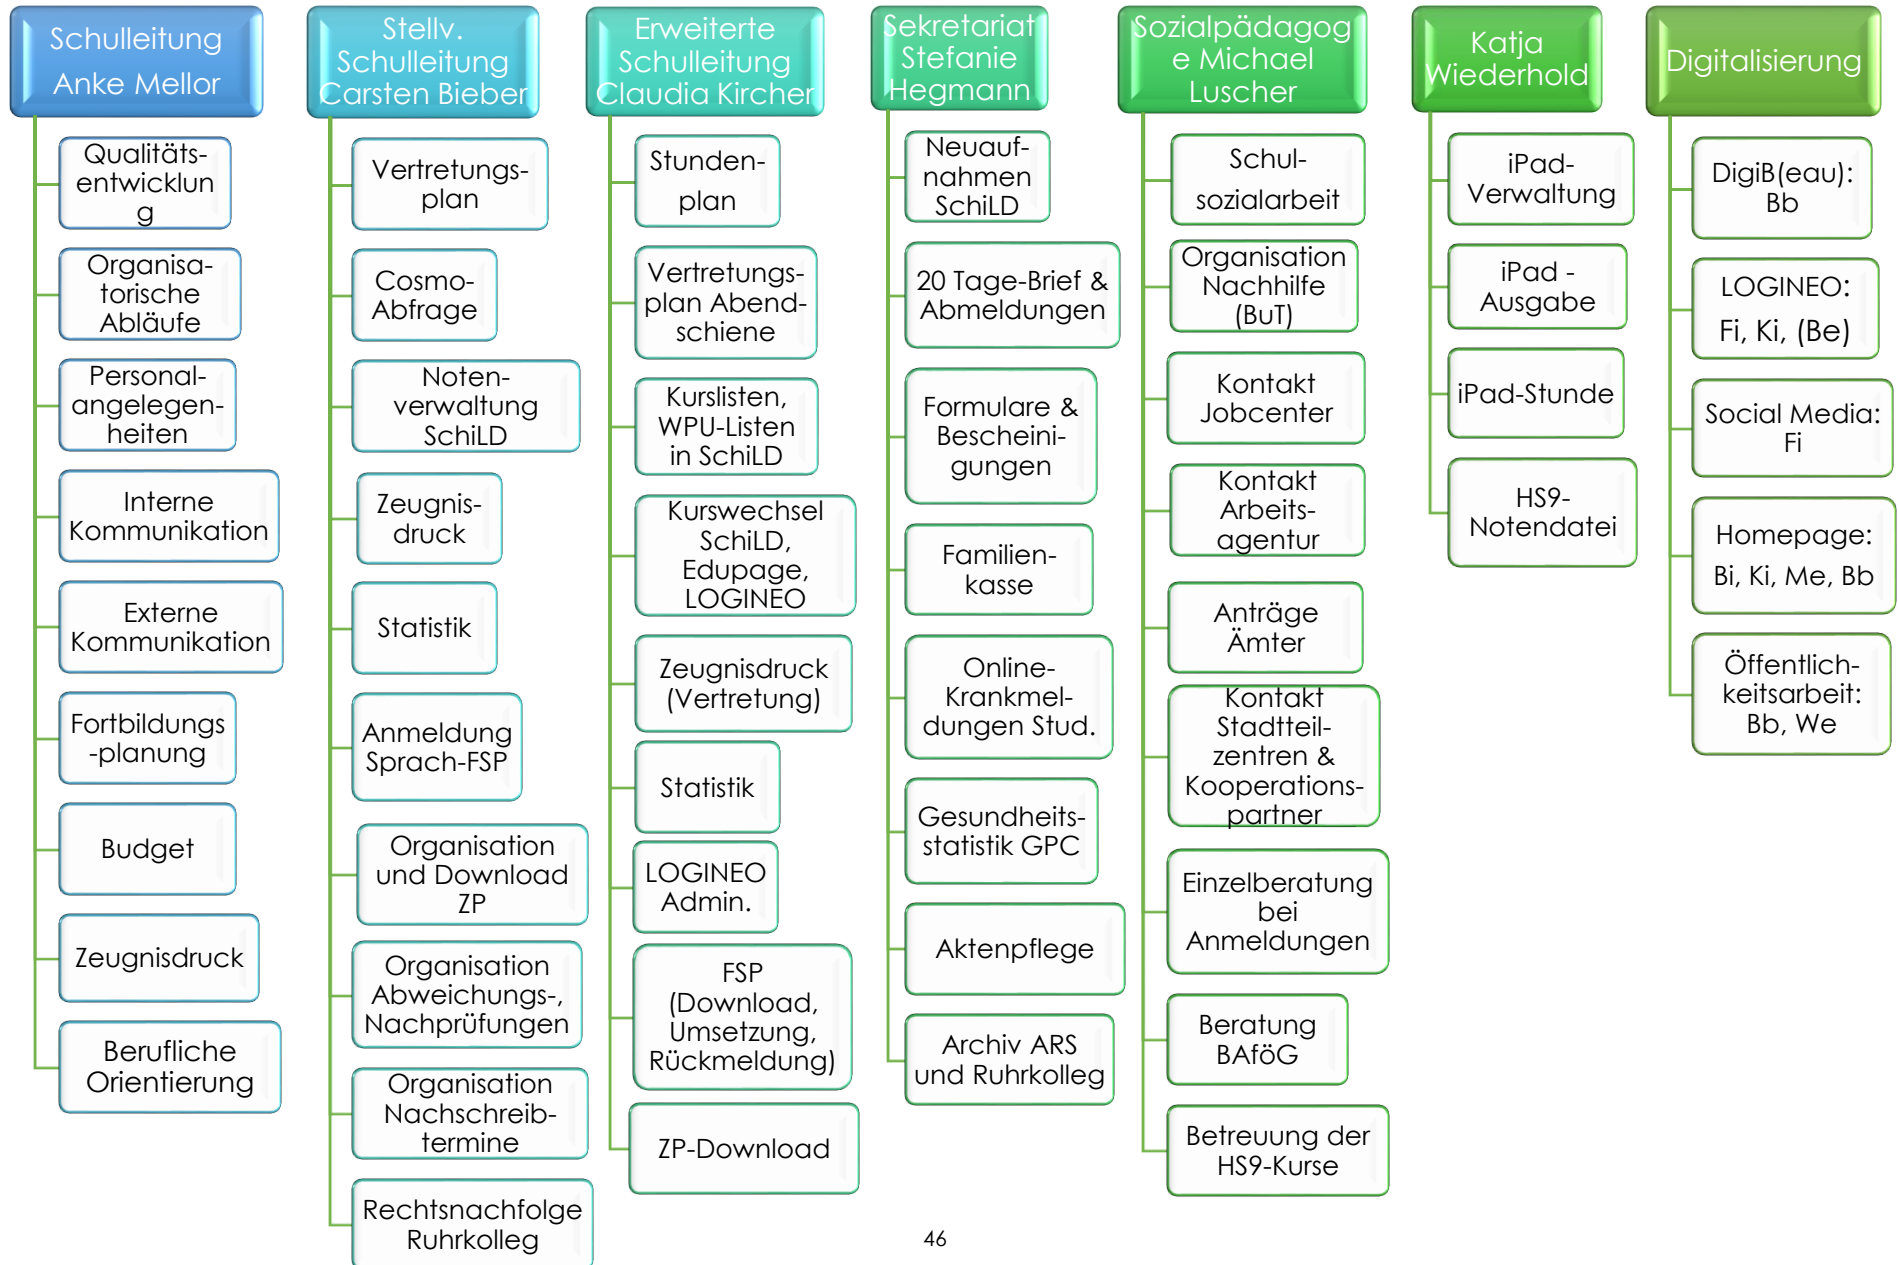 Schulleitung
Anke Mellor
Qualitäts-
entwicklun
g
Organisa-
torische
Abläufe
Personal-
angelegen-
heiten
Interne
Kommunikation
Externe
Kommunikation
Fortbildungs
-planung
Budget
Zeugnisdruck
Berufliche
Orientierung
Stellv.
Schulleitung
Carsten Bieber
Vertretungs-
plan
Cosmo-
Abfrage
Noten-
verwaltung
SchiLD
Zeugnis-
druck
Statistik
Anmeldung
Sprach-FSP
Organisation
und Download
ZP
Organisation
Abweichungs-,
Nachprüfungen
Organisation
Nachschreib-
termine
Rechtsnachfolge
Ruhrkolleg
Erweiterte
Schulleitung
Claudia Kircher
Stunden-
plan
Vertretungs-
plan Abend-
schiene
Kurslisten,
WPU-Listen
in SchiLD
Kurswechsel
SchiLD,
Edupage,
LOGINEO
Zeugnisdruck
(Vertretung)
Statistik
LOGINEO
Admin.
FSP
(Download,
Umsetzung,
Rückmeldung)
ZP-Download
Sekretariat
Stefanie
Hegmann
Neuauf-
nahmen
SchiLD
20 Tage-Brief &
Abmeldungen
Formulare &
Bescheini-
gungen
Familien-
kasse
Online-
Krankmel-
dungen Stud.
Gesundheits-
statistik GPC
Aktenpflege
Archiv ARS
und Ruhrkolleg
Sozialpädagog
e Michael
Luscher
Schul-
sozialarbeit
Organisation
Nachhilfe
(BuT)
Kontakt
Jobcenter
Kontakt
Arbeits-
agentur
Anträge
Ämter
Kontakt
Stadtteil-
zentren &
Kooperations-
partner
Einzelberatung
bei
Anmeldungen
Beratung
BAföG
Betreuung der
HS9-Kurse
Katja
Wiederhold
iPad-
Verwaltung
iPad -
Ausgabe
iPad-Stunde
HS9-
Notendatei
Digitalisierung
DigiB(eau):
Bb
LOGINEO:
Fi, Ki, (Be)
Social Media:
Fi
Homepage:
Bi, Ki, Me, Bb
Öffentlich-
keitsarbeit:
Bb, We
46